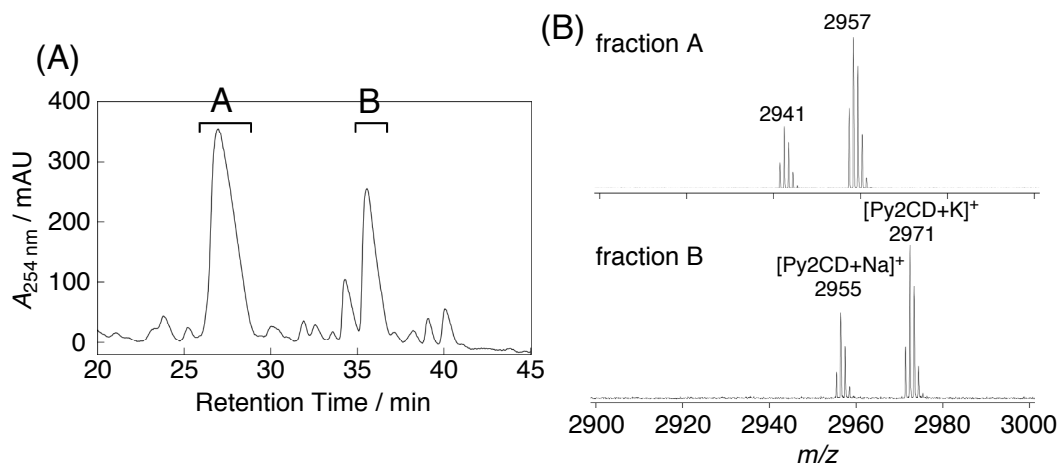 (A)
A
B
400
300
200
100
0
A254 nm / mAU
20 25 30 35 40 45
Retention Time / min
(B)
fraction A
2957
2941
[Py2CD+K]+
2971
fraction B
[Py2CD+Na]+
2955
2900 2920 2940 2960 2980 3000
m/z